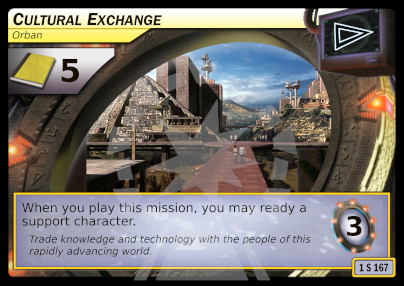 CULTURAL EXCHANGE
Orban
5
When you play this mission, you may ready a
support character.
Trade knowledge and technology with the people of this
rapidly advancing world.
3
1 S 167